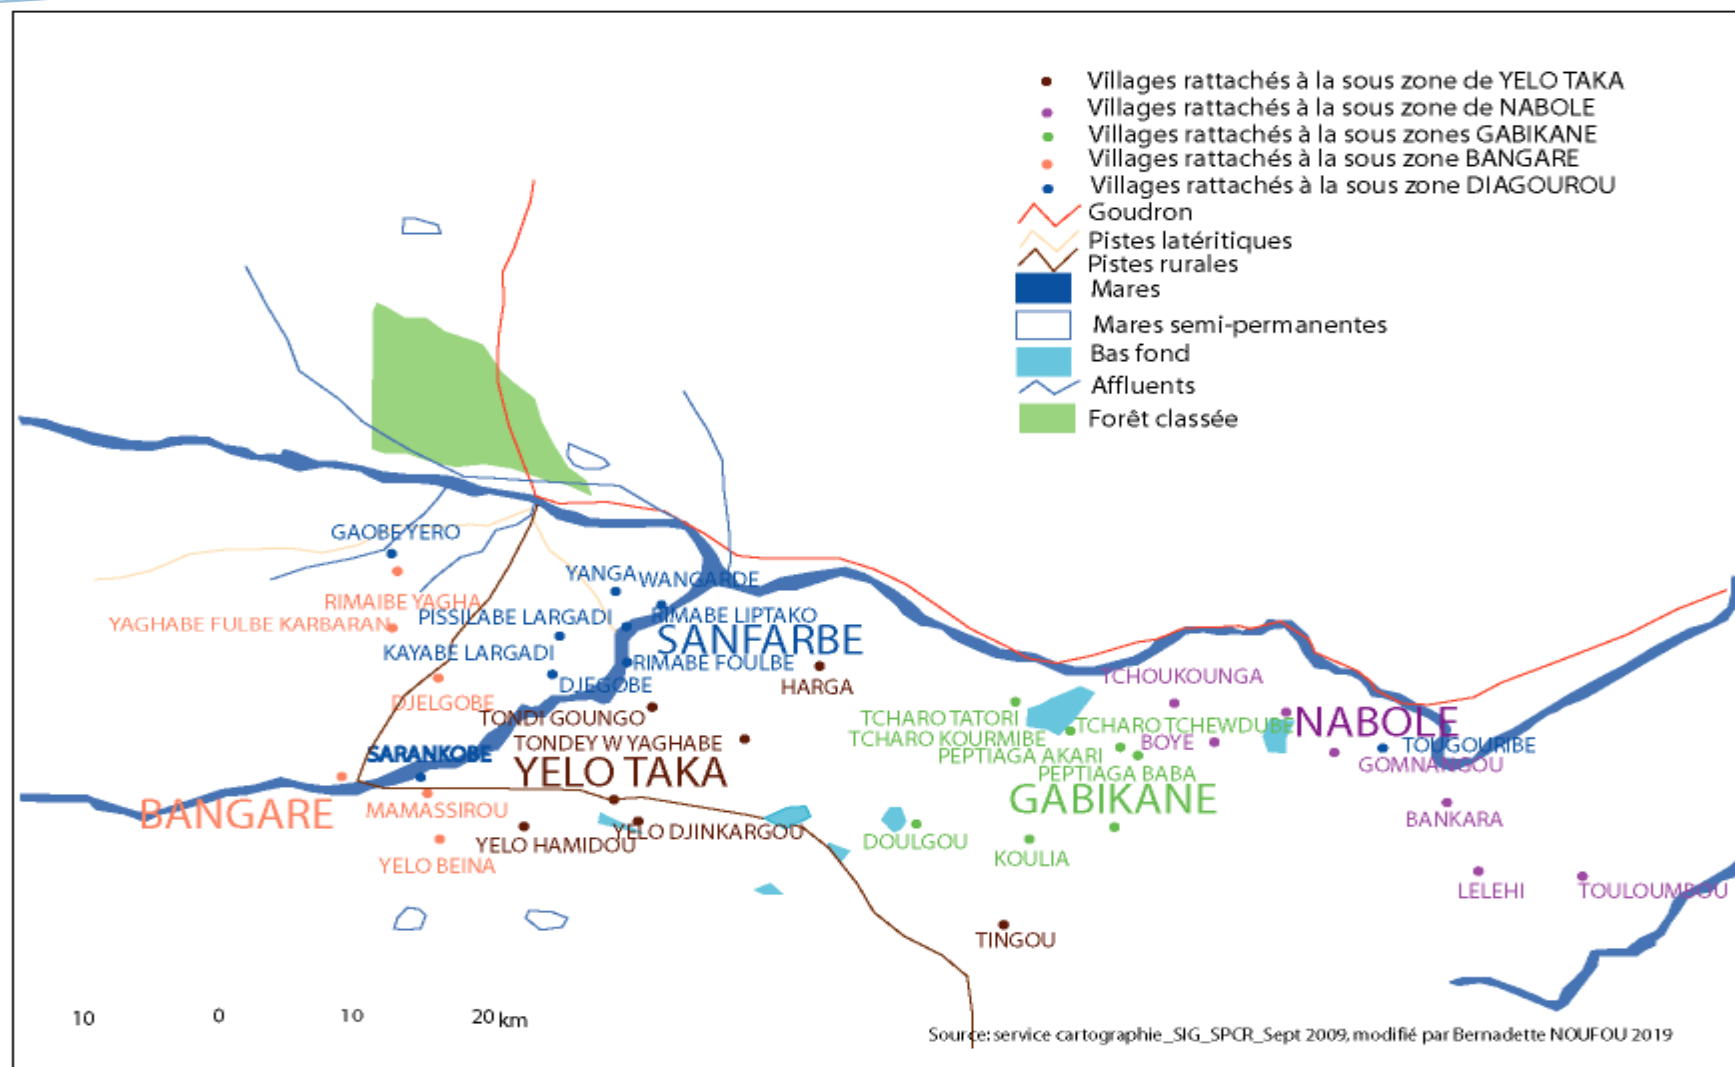 Villages rattachés à la sous zone de YELO TAKA
Villages rattachés à la sous zone de NABOLE
Villages rattachés à la sous zones GABIKANE
Villages rattachés à la sous zone BANGARE
Villages rattachés à la sous zone DIAGOUROU
Goudron
Pistes latéritiques
Pistes rurales
Mares
Mares semi-permanentes
Bas fond
Affluents
Forêt classée
GAOBE YERO
YANGA
WANGARDE
RIMAIBE YAGHA
PISSILABE LARGADI
RIMABE LIPTAKO
YAGHABE FULBE KARBARAN
SANFARBE
KAYABE LARGADI
RIMABE FOULBE
DJEGOBE
HARGA
TCHOUKOUNGA
DJELGOBE
TONDI GOUNGO
TCHARO TATORI
TCHARO TCHEWDUBE
NABOLE
TONDEY W YAGHABE
TCHARO KOURMIBE
BOYE
TOUGOURIBE
SARANKOBE
PEPTIAGA AKARI
GOMNANGOU
YELO TAKA
PEPTIAGA BABA
GABIKANE
BANGARE
MAMASSIROU
BANKARA
YELO HAMIDOU
YELO DJINKARGOU
DOULGOU
KOULIA
YELO BEINA
LELEHI
TOULOUMBOU
TINGOU
10 0 10 20 km
Source: service cartographie_SIG_SPCR_Sept 2009, modifié par Bernadette NOUFOU 2019